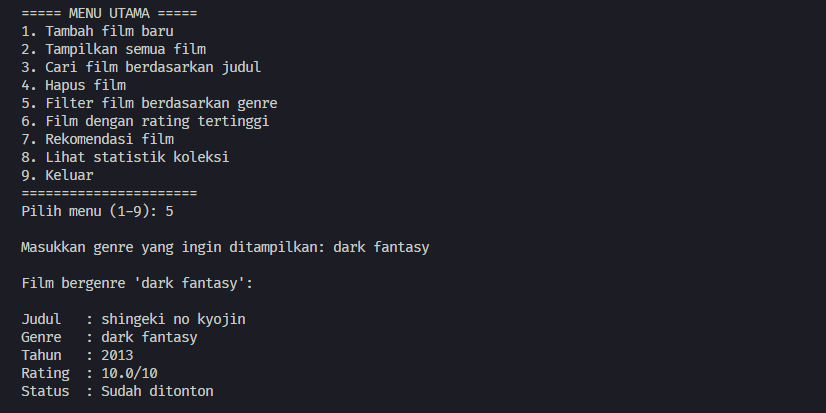 ===== MENU UTAMA =====
1. Tambah film baru
2. Tampilkan semua film
3. Cari film berdasarkan judul
4. Hapus film
5. Filter film berdasarkan genre
6. Film dengan rating tertinggi
7. Rekomendasi film
8. Lihat statistik koleksi
9. Keluar
======================
Pilih menu (1-9): 5
Masukkan genre yang ingin ditampilkan: dark fantasy
Film bergenre 'dark fantasy':
Judul   : shingeki no kyojin
Genre   : dark fantasy
Tahun   : 2013
Rating  : 10.0/10
Status  : Sudah ditonton